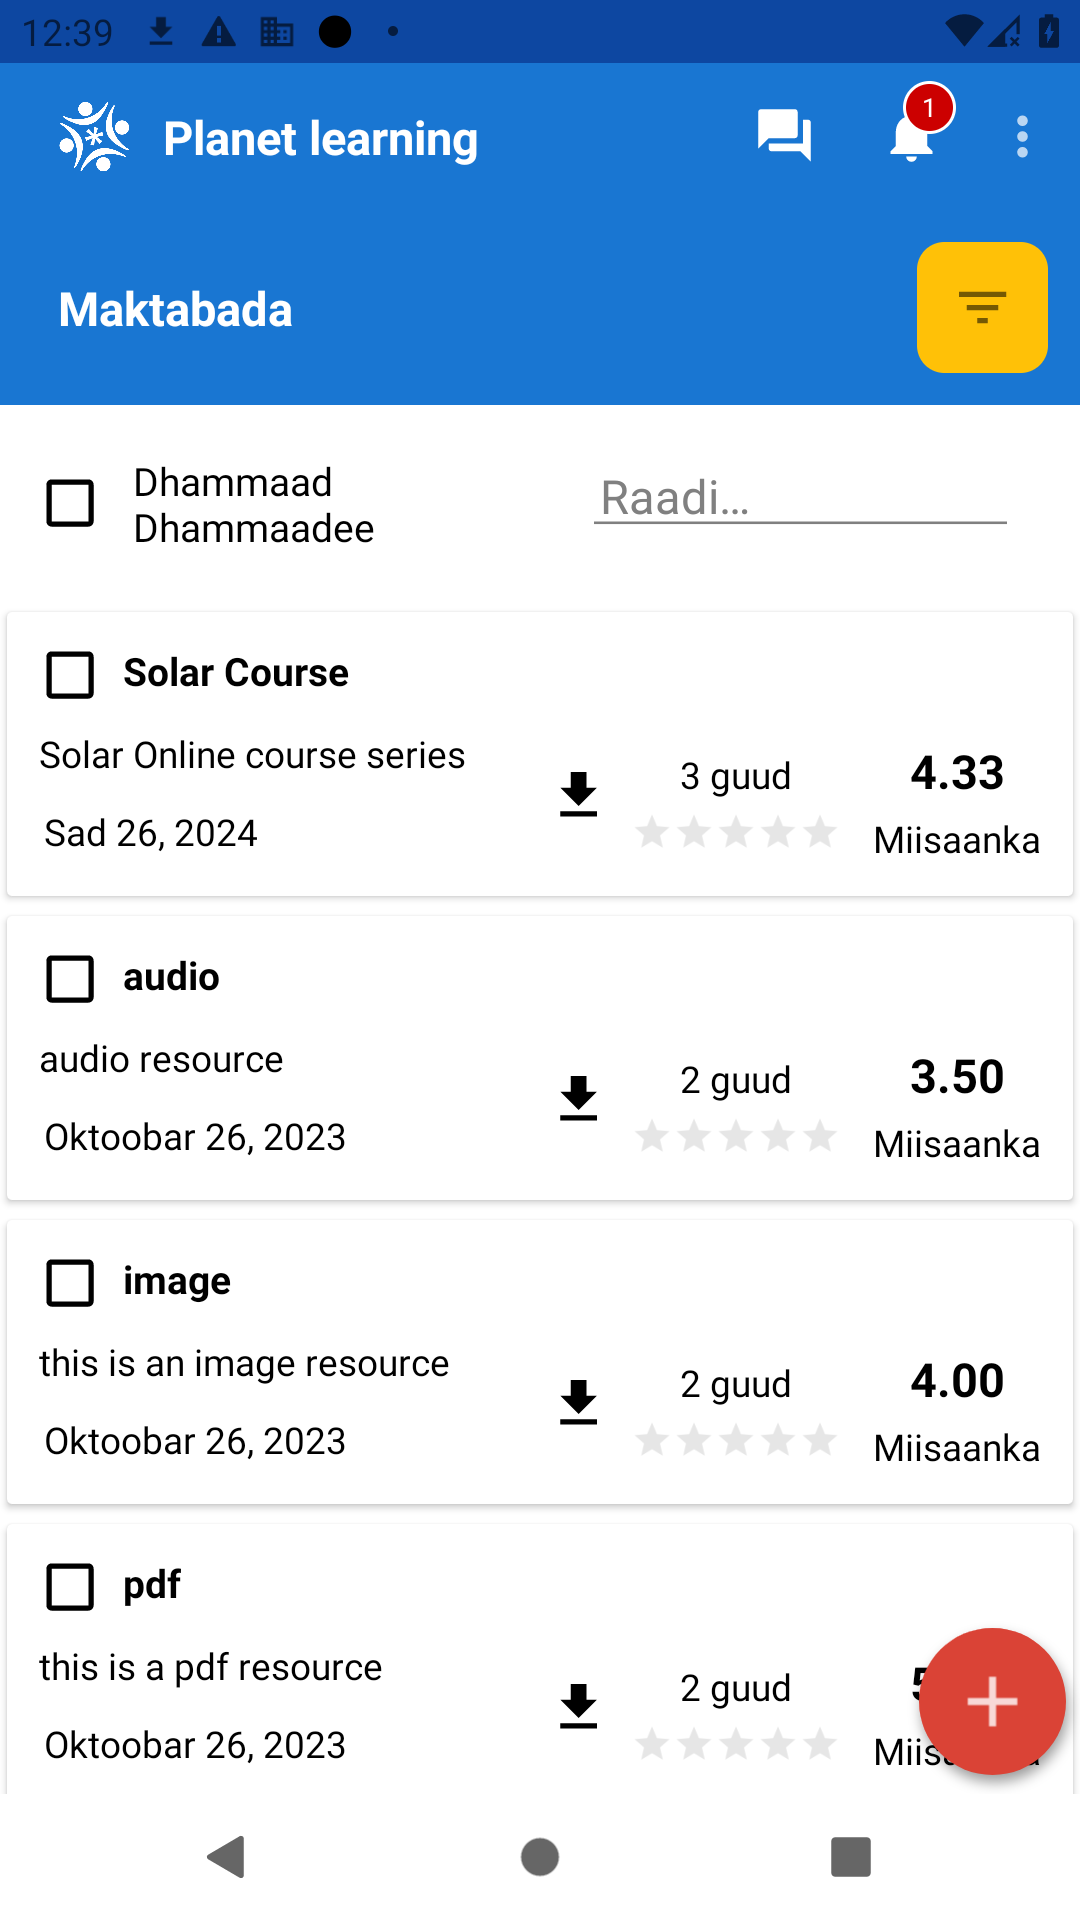 12:39
Planet learning
1
Maktabada
Dhammaad
Dhammaadee
Raadi...
Solar Course
Solar Online course series
Sad 26, 2024
3 guud
4.33
Miisaanka
audio
audio resource
Oktoobar 26, 2023
2 guud
3.50
Miisaanka
image
this is an image resource
Oktoobar 26, 2023
2 guud
4.00
Miisaanka
pdf
this is a pdf resource
Oktoobar 26, 2023
2 guud